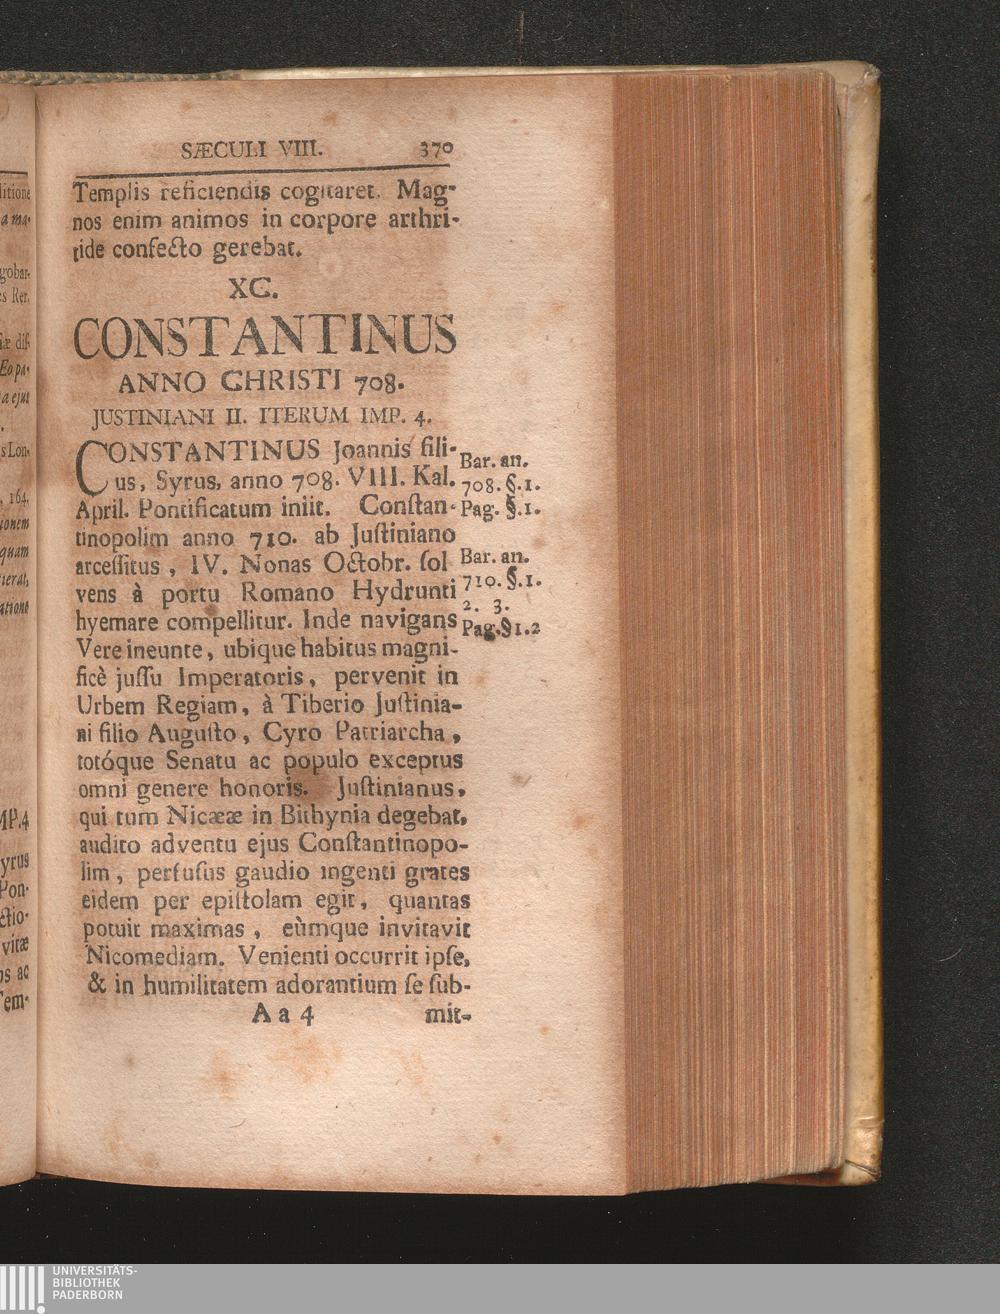 SÆCULI VIII. 370
Templis reficiendis cogitaret. Mag-
nos enim animos in corpore arthri-
tide confecto gerebat.
XC.
CONSTANTINUS
ANNO CHRISTI 708.
JUSTINIANI II. ITERUM IMP. 4.
CONSTANTINUS Joannis fili-
us, Syrus, anno 708. VIII. Kal.
April. Pontificatum iniit. Constan-
tinopolim anno 710. ab Justiniano
arcessitus, IV. Nonas Octobr. sol
vens à portu Romano Hydrunti
hyemare compellitur. Inde navigans
Vere ineunte, ubique habitus magni-
ficè jussu Imperatoris, pervenit in
Urbem Regiam, à Tiberio Justinia-
ni filio Augusto, Cyro Patriarcha,
totóque Senatu ac populo exceptus
omni genere honoris. Justinianus,
qui tum Nicææ in Bithynia degebat,
audito adventu ejus Constantinopo-
lim, perfusus gaudio ingenti grates
eidem per epistolam egit, quantas
potuit maximas, eùmque invitavit
Nicomediam. Venienti occurrit ipse,
& in humilitatem adorantium se sub-
Aa 4 mit-
Bar. an.
708. §. 1.
Pag. §. 1.
Bar. an.
710. §. 1.
2. 3.
Pag. § 1. 2
UNIVERSITÄTS-
BIBLIOTHEK
PADERBORN